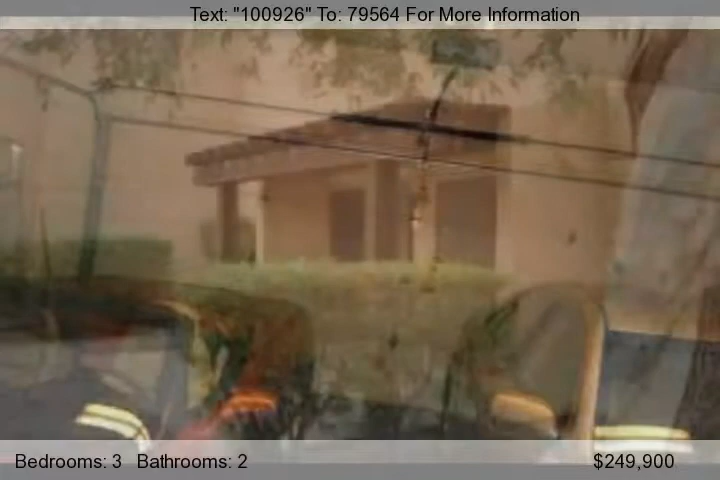 Text: "100926" To: 79564 For More Information
Bedrooms: 3 Bathrooms: 2 $249,900